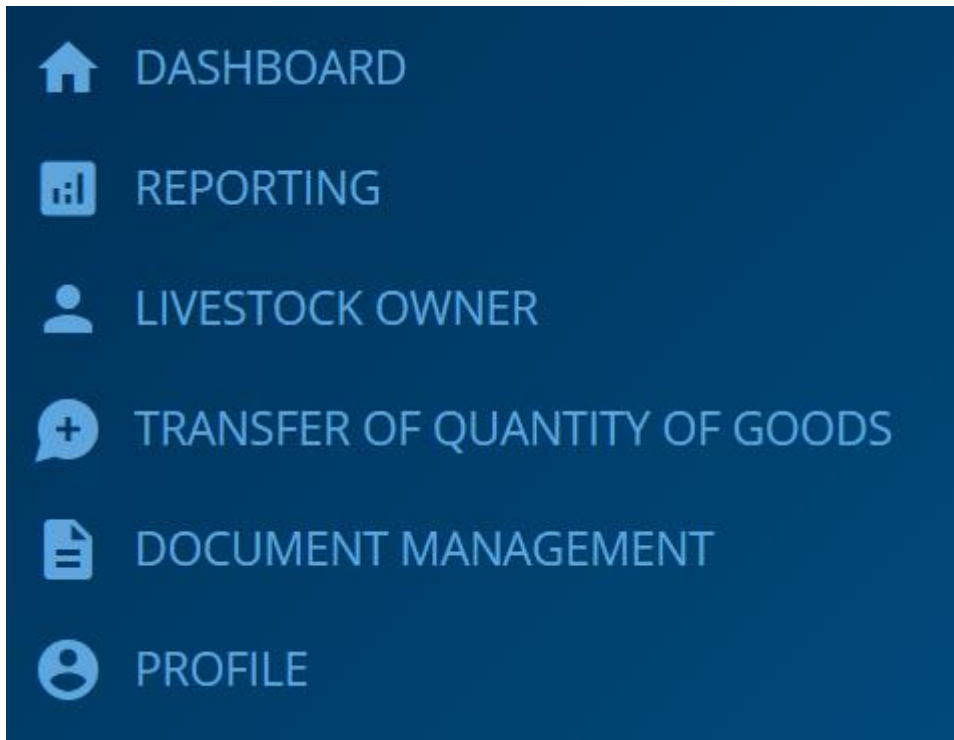 DASHBOARD
REPORTING
LIVESTOCK OWNER
TRANSFER OF QUANTITY OF GOODS
DOCUMENT MANAGEMENT
PROFILE